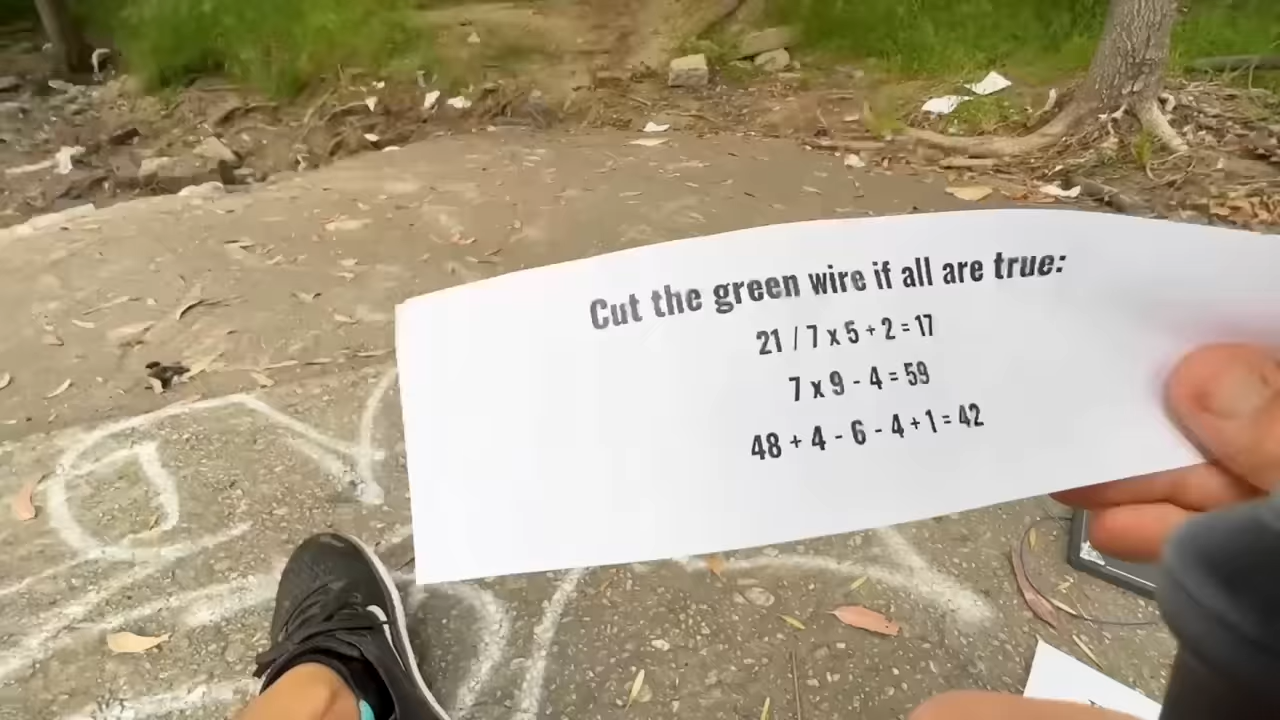 Cut the green wire if all are true:
21 / 7 x 5 + 2 = 17
7 x 9 - 4 = 59
48 + 4 - 6 - 4 + 1 = 42